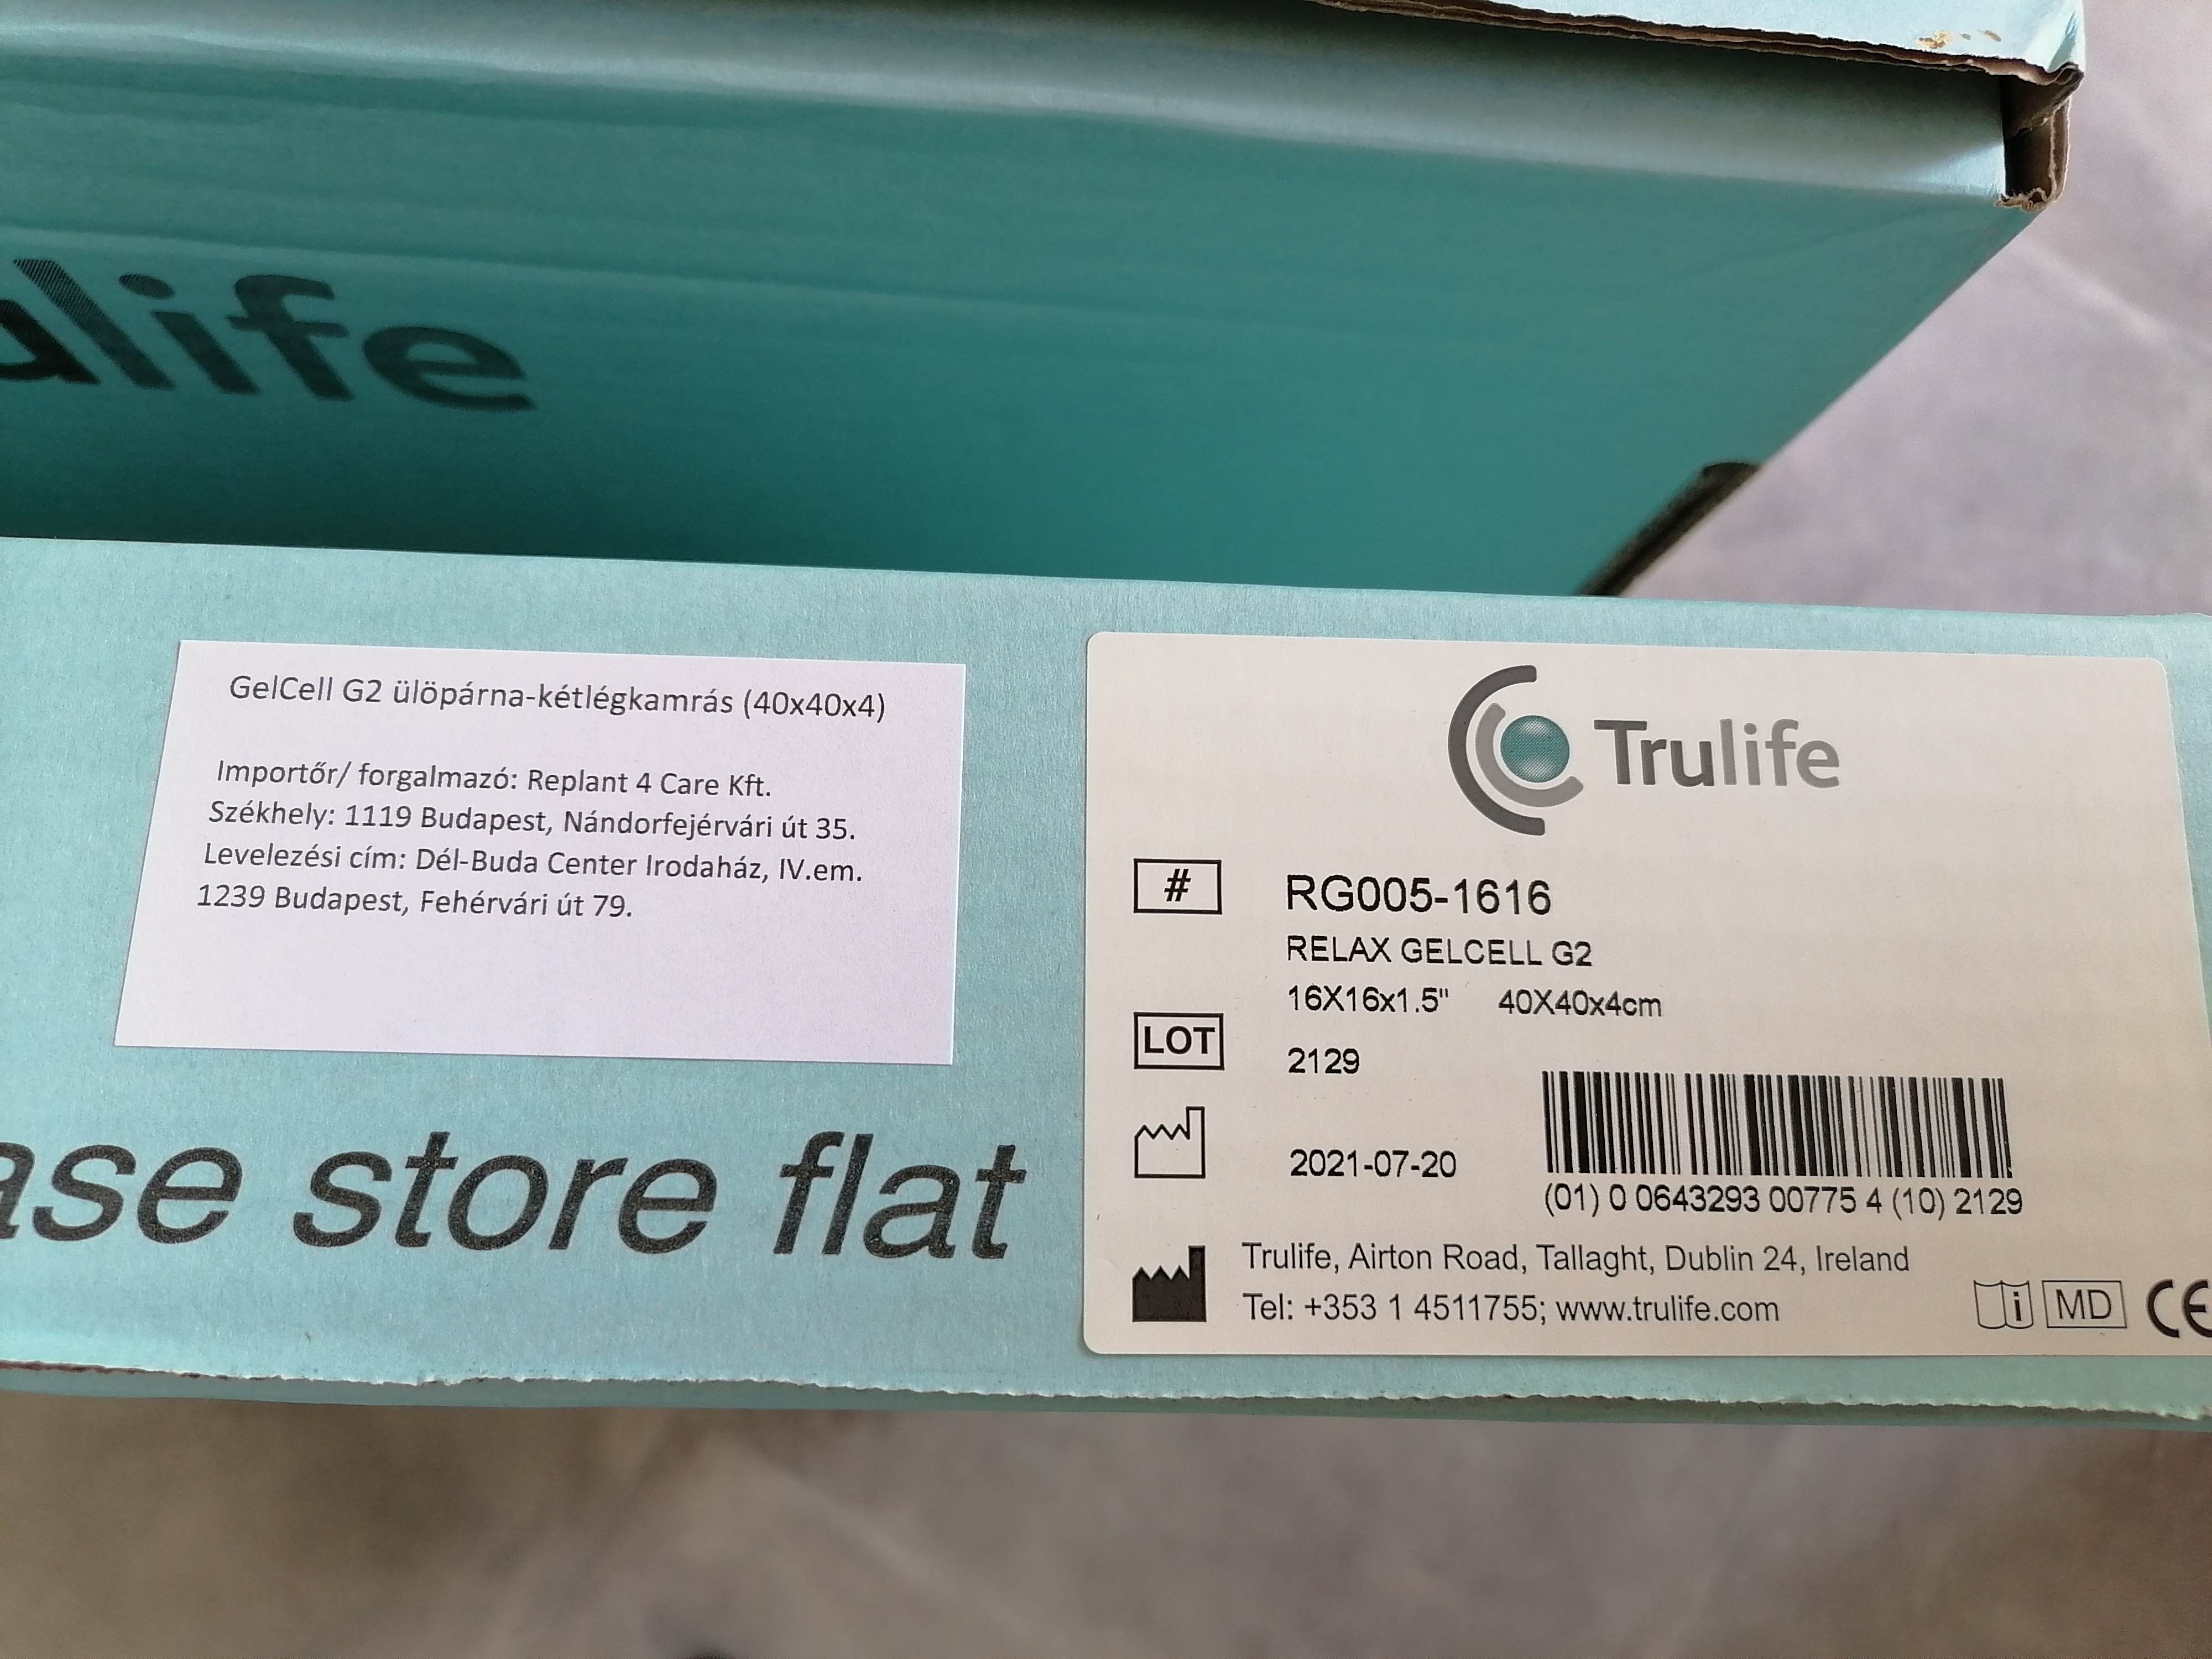 ulife
GelCell G2 ülöpárna-kétlégkamrás (40x40x4)
Importőr/ forgalmazó: Replant 4 Care Kft.
Székhely: 1119 Budapest, Nándorfejérvári út 35.
Levelezési cím: Dél-Buda Center Irodaház, IV.em.
1239 Budapest, Fehérvári út 79.
ase store flat
Trulife
# RG005-1616
RELAX GELCELL G2
16X16x1.5" 40X40x4cm
LOT 2129
2021-07-20
(01) 0 0643293 00775 4 (10) 2129
Trulife, Airton Road, Tallaght, Dublin 24, Ireland
Tel: +353 1 4511755; www.trulife.com
i MD CE